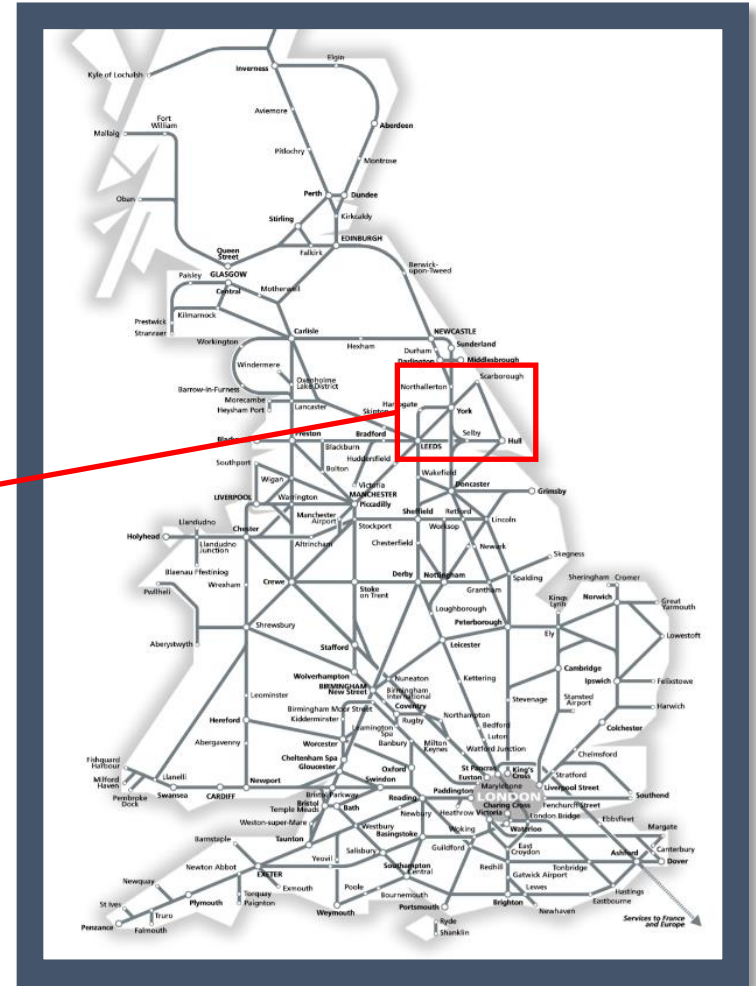 Elgin
Inverness
Kyle of Lochalsh
Aviemore
Fort
William
Mallaig
Aberdeen
Pitlochry
Montrose
Perth
Dundee
Oban
Stirling
Kirkcaldy
EDINBURGH
Queen
Street
Falkirk
Berwick-
upon-Tweed
Paisley
GLASGOW
Central
Motherwell
Prestwick
Kilmarnock
Stranraer
Carlisle
NEWCASTLE
Workington
Hexham
Sunderland
Durham
Darlington
Middlesbrough
Windermere
Scarborough
Oxenholme
Lake District
Northallerton
Barrow-in-Furness
Morecambe
Heysham Port
Lancaster
Skipton
York
Preston
Bradford
Selby
Hull
LEEDS
Blackburn
Huddersfield
Southport
Bolton
Wakefield
Wigan
Victoria
Doncaster
Grimsby
LIVERPOOL
Warrington
MANCHESTER
Piccadilly
Llandudno
Manchester
Airport
Sheffield
Retford
Stockport
Worksop
Lincoln
Holyhead
Chester
Llandudno
Junction
Altrincham
Chesterfield
Newark
Skegness
Blaenau Ffestiniog
Wrexham
Crewe
Derby
Nottingham
Pwllheli
Stoke
on Trent
Grantham
Spalding
Sheringham
Cromer
Kings
Lynn
Norwich
Great
Yarmouth
Loughborough
Shrewsbury
Peterborough
Aberystwyth
Stafford
Leicester
Ely
Lowestoft
Wolverhampton
Cambridge
BIRMINGHAM
New Street
Nuneaton
Kettering
Ipswich
Felixstowe
Leominster
Birmingham
International
Stansted
Airport
Birmingham Moor Street
Coventry
Stevenage
Harwich
Hereford
Kidderminster
Rugby
Northampton
Leamington
Spa
Bedford
Colchester
Abergavenny
Worcester
Banbury
Milton
Keynes
Luton
Cheltenham Spa
Watford Junction
Chelmsford
Fishguard
Harbour
Gloucester
Oxford
St Pancras
King's
Cross
Euston
Stratford
Milford
Haven
Llanelli
Newport
Swindon
Marylebone
Liverpool Street
Pembroke
Dock
Swansea
CARDIFF
Bristol Parkway
Bristol
Temple Meads
Bath
Reading
Paddington
LONDON
Southend
Charing Cross
Fenchurch Street
Newbury
Heathrow
Victoria
London Bridge
Ebbsfleet
Weston-super-Mare
Westbury
Waterloo
Margate
Barnstaple
Taunton
Basingstoke
Woking
East
Croydon
Canterbury
Salisbury
Guildford
Newton Abbot
Yeovil
Redhill
Tonbridge
Ashford
Dover
EXETER
Southampton
Central
Gatwick Airport
Newquay
Exmouth
Poole
Lewes
St Ives
Torquay
Paignton
Bournemouth
Hastings
Plymouth
Portsmouth
Brighton
Eastbourne
Truro
Weymouth
Newhaven
Penzance
Falmouth
Ryde
Shanklin
Services to France
and Europe